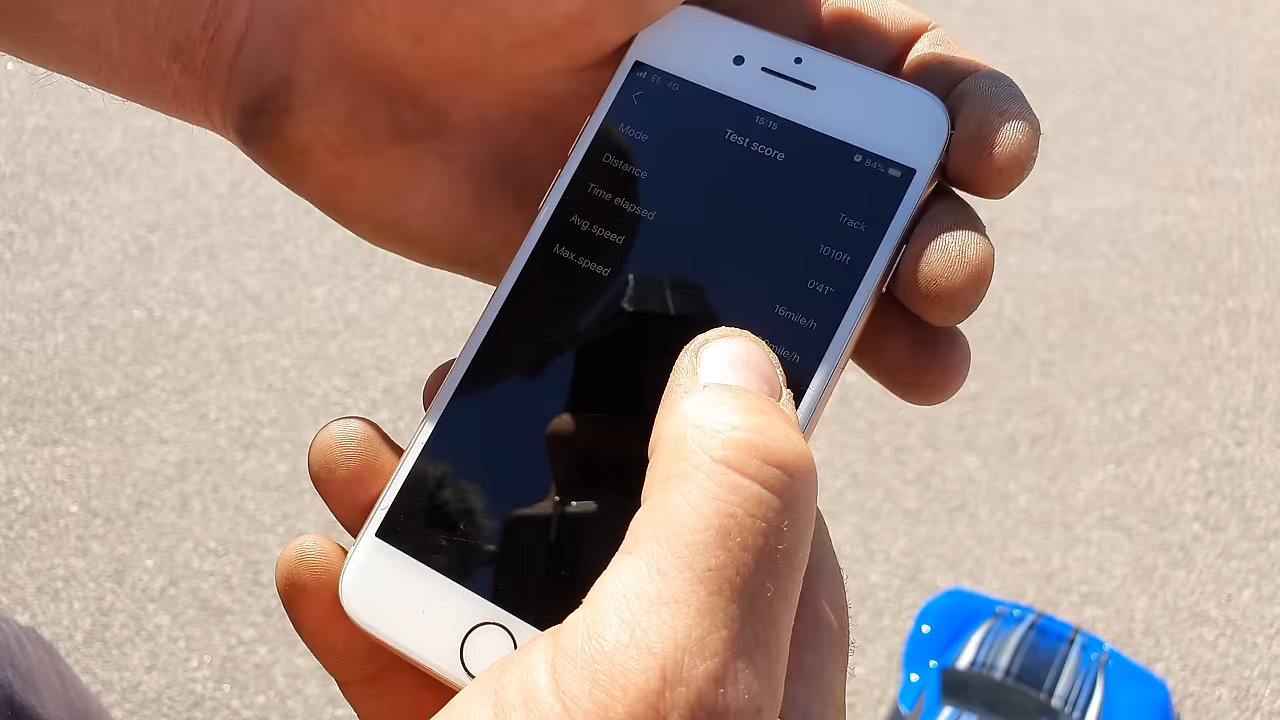 EE 4G
15:15
84%
Test score
Mode
Track
Distance
1010ft
Time elapsed
0'41"
Avg.speed
16mile/h
Max.speed
mile/h